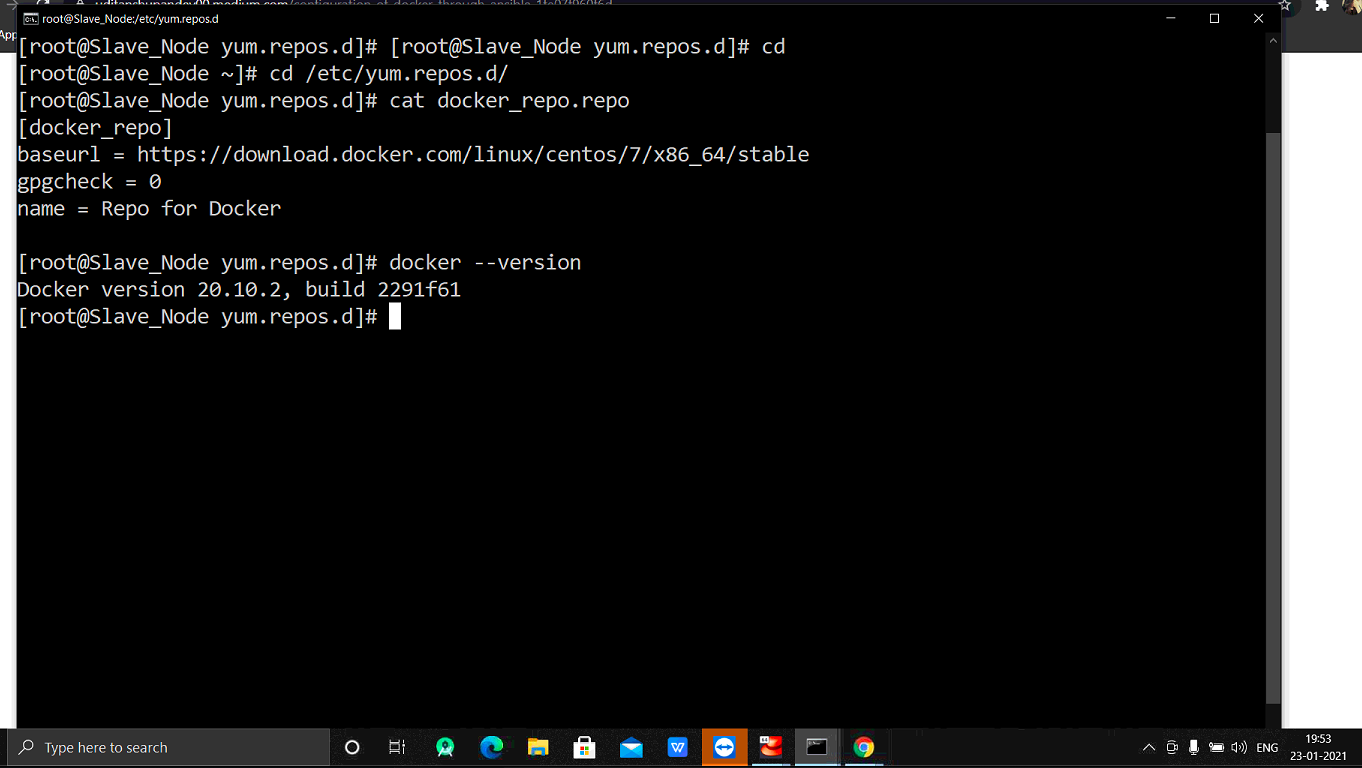 root@Slave_Node:/etc/yum.repos.d
App
[root@Slave_Node yum.repos.d]# [root@Slave_Node yum.repos.d]# cd
[root@Slave_Node ~]# cd /etc/yum.repos.d/
[root@Slave_Node yum.repos.d]# cat docker_repo.repo
[docker_repo]
baseurl = https://download.docker.com/linux/centos/7/x86_64/stable
gpgcheck = 0
name = Repo for Docker
[root@Slave_Node yum.repos.d]# docker --version
Docker version 20.10.2, build 2291f61
[root@Slave_Node yum.repos.d]#
Type here to search
ENG
19:53
23-01-2021